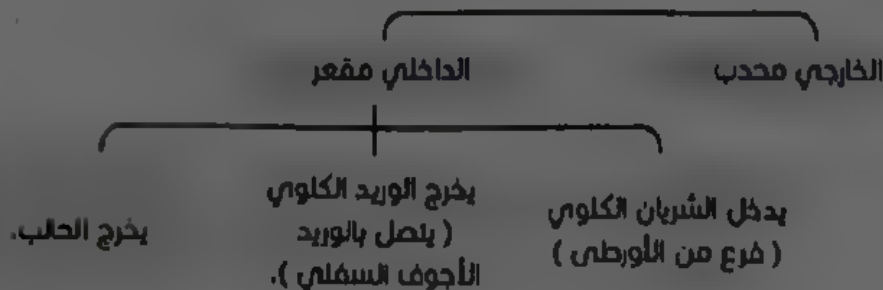 الخارجي محدب
الداخلي مقعر
يدخل الشريان الكلوي
( فرع من الأورطى )
يخرج الوريد الكلوي
( يتصل بالوريد
الأجوف السفلي ).
يخرج الحالب.